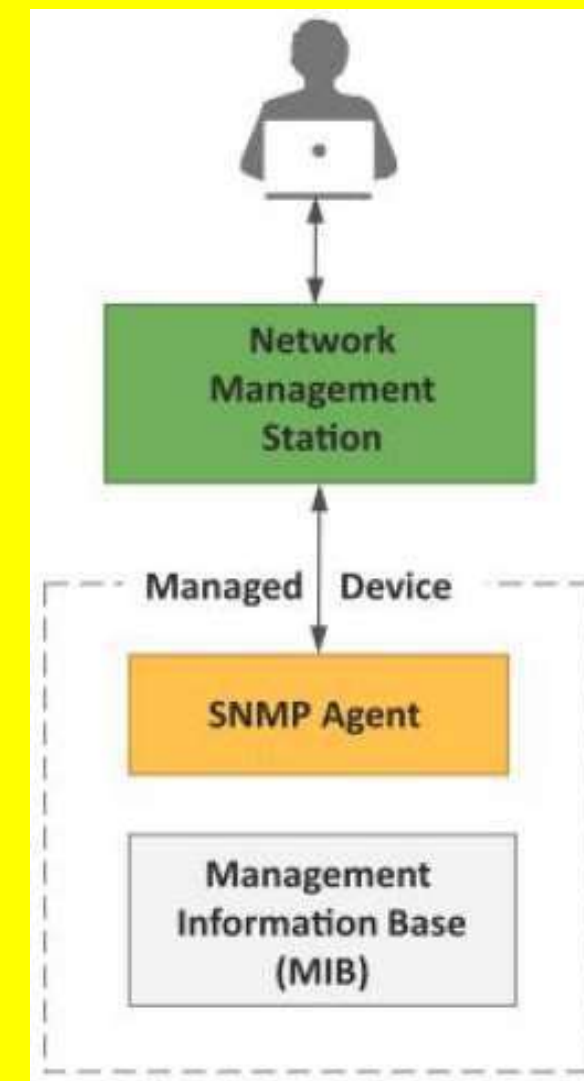 Network
Management
Station
Managed Device
SNMP Agent
Management
Information Base
(MIB)